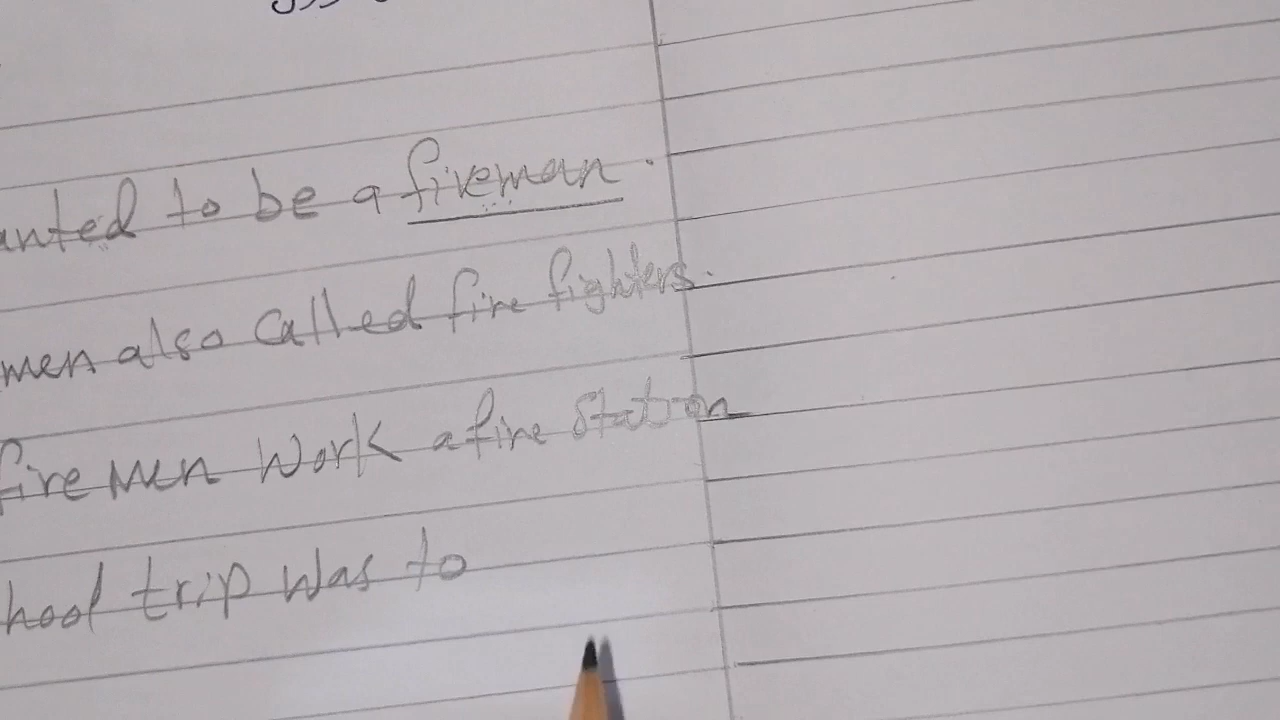 anted to be a fireman.
men also called fire fighters.
fire men work a fire station
hool trip was to